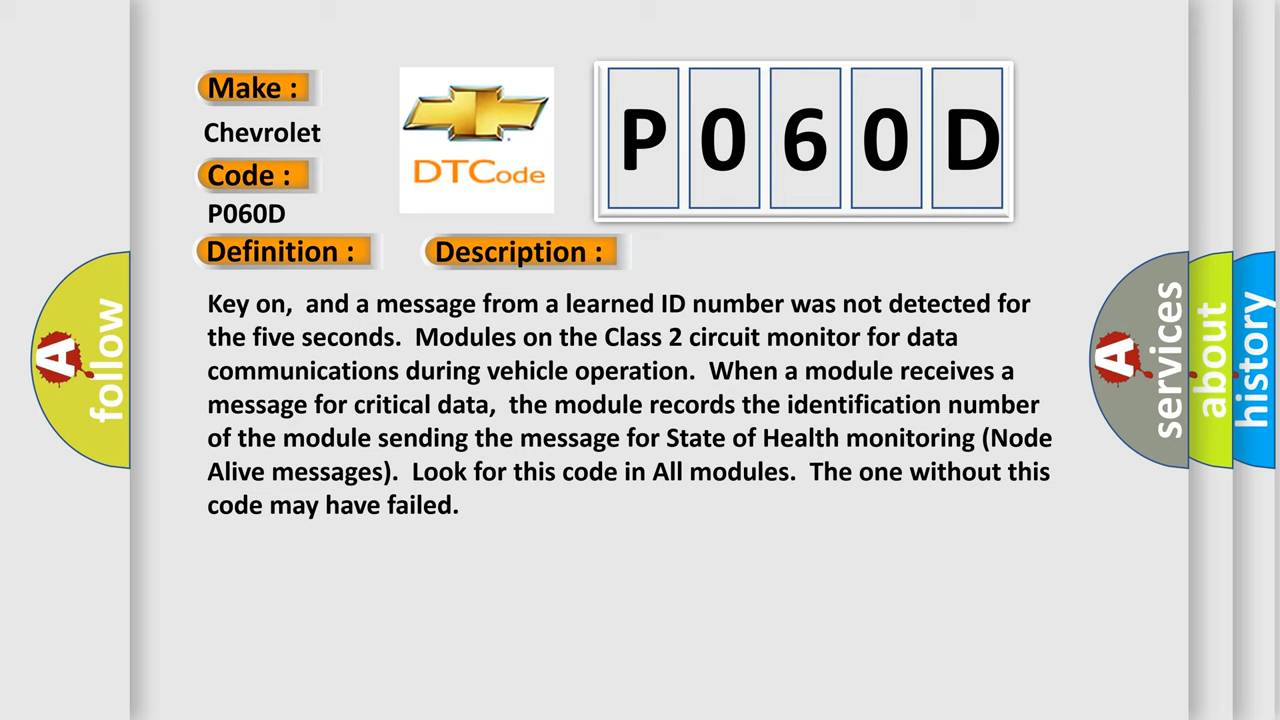 Make :
Chevrolet
Code :
P060D
DTCode
P060D
Definition :
Description :
Key on,  and a message from a learned ID number was not detected for
the five seconds  Modules on the Class 2 circuit monitor for data
communications during vehicle operation  When a module receives a
message for critical data,  the module records the identification number
of the module sending the message for State of Health monitoring (Node
Alive messages)  Look for this code in All modules  The one without this
code may have failed.
A
follow
A
services
about
history